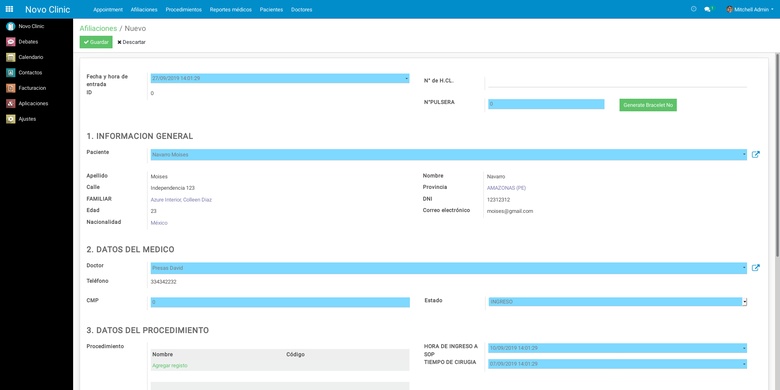 Novo Clinic
Appointment
Afiliaciones
Procedimientos
Reportes médicos
Pacientes
Doctores
Mitchell Admin
Novo Clinic
Debates
Calendario
Contactos
Facturacion
Aplicaciones
Ajustes
Afiliaciones / Nuevo
Guardar
Descartar
Fecha y hora de entrada
27/05/2019 14:01:29
ID
0
N° de H.CL.
N°PULSERA
0
Generate Bracelet No
1. INFORMACION GENERAL
Paciente
Navarro Moises
Apellido
Moises
Nombre
Navarro
Calle
Independencia 123
Provincia
AMAZONAS (PE)
FAMILIAR
Azure Interior, Colleen Diaz
DNI
12312312
Edad
23
Correo electrónico
moises@gmail.com
Nacionalidad
México
2. DATOS DEL MEDICO
Doctor
David
Teléfono
334342232
CMP
0
Estado
INGRESO
3. DATOS DEL PROCEDIMIENTO
Procedimiento
Nombre
Código
Agregar registo
HORA DE INGRESO A SOP
10/05/2019 14:01:29
TIEMPO DE CIRUGIA
07/05/2019 14:01:29